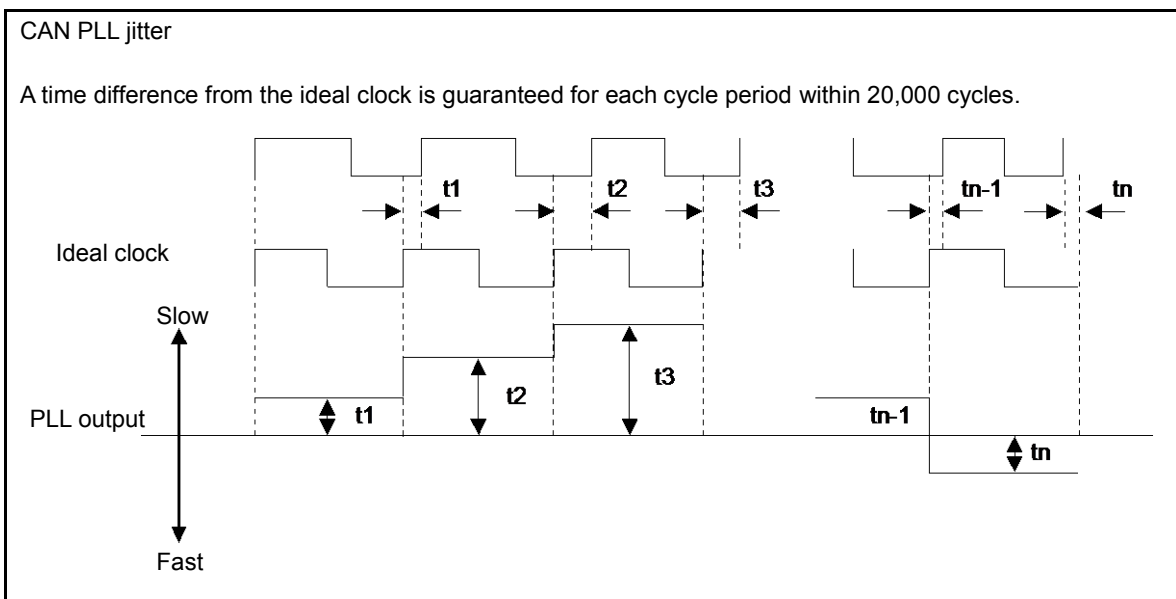 CAN PLL jitter
A time difference from the ideal clock is guaranteed for each cycle period within 20,000 cycles.
t1
t2
t3
tn-1
tn
Ideal clock
Slow
t1
t2
t3
PLL output
tn-1
tn
Fast